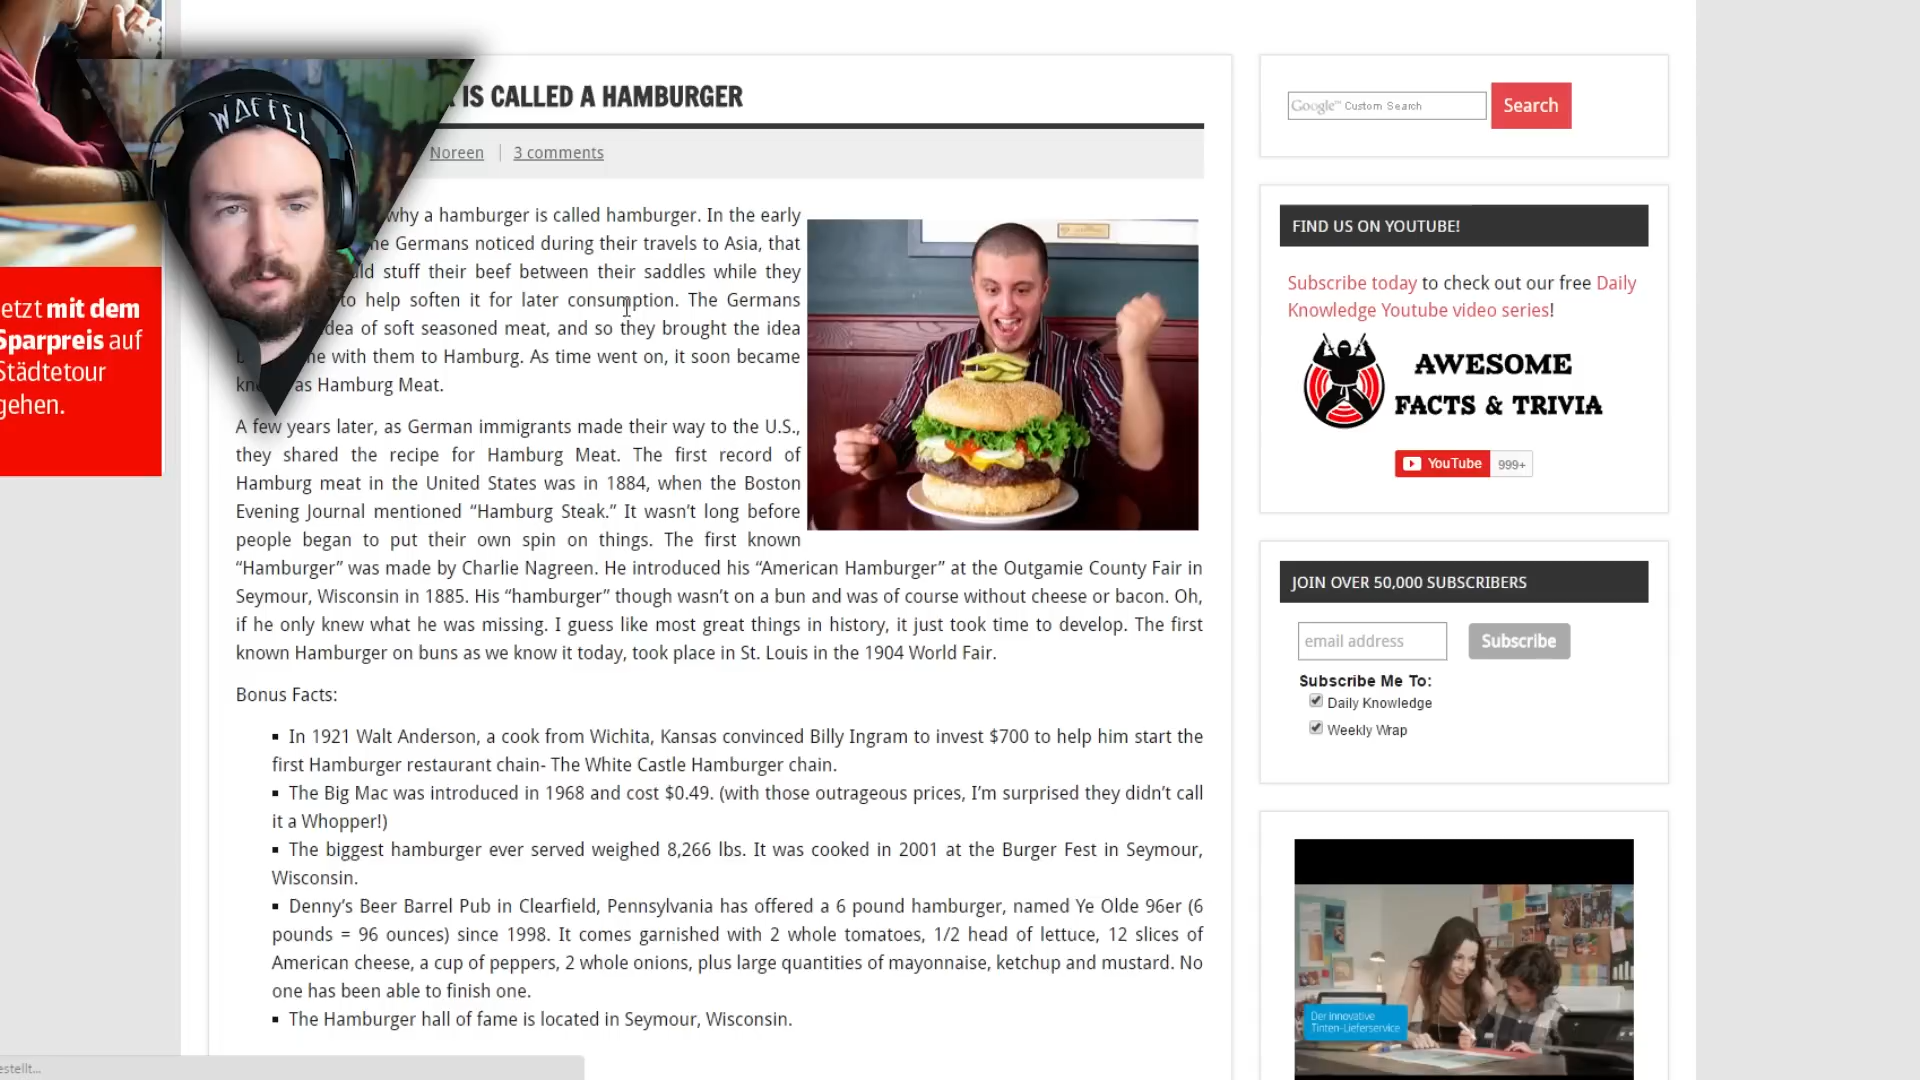 IS CALLED A HAMBURGER
Noreen | 3 comments
why a hamburger is called hamburger. In the early
Germans noticed during their travels to Asia, that
stuff their beef between their saddles while they
to help soften it for later consumption. The Germans
of soft seasoned meat, and so they brought the idea
with them to Hamburg. As time went on, it soon became
as Hamburg Meat.
A few years later, as German immigrants made their way to the U.S.,
they shared the recipe for Hamburg Meat. The first record of
Hamburg meat in the United States was in 1884, when the Boston
Evening Journal mentioned “Hamburg Steak.” It wasn’t long before
people began to put their own spin on things. The first known
“Hamburger” was made by Charlie Nagreen. He introduced his “American Hamburger” at the Outgamie County Fair in
Seymour, Wisconsin in 1885. His “hamburger” though wasn’t on a bun and was of course without cheese or bacon. Oh,
if he only knew what he was missing. I guess like most great things in history, it just took time to develop. The first
known Hamburger on buns as we know it today, took place in St. Louis in the 1904 World Fair.
Bonus Facts:
▪ In 1921 Walt Anderson, a cook from Wichita, Kansas convinced Billy Ingram to invest $700 to help him start the
first Hamburger restaurant chain- The White Castle Hamburger chain.
▪ The Big Mac was introduced in 1968 and cost $0.49. (with those outrageous prices, I’m surprised they didn’t call
it a Whopper!)
▪ The biggest hamburger ever served weighed 8,266 lbs. It was cooked in 2001 at the Burger Fest in Seymour,
Wisconsin.
▪ Denny’s Beer Barrel Pub in Clearfield, Pennsylvania has offered a 6 pound hamburger, named Ye Olde 96er (6
pounds = 96 ounces) since 1998. It comes garnished with 2 whole tomatoes, 1/2 head of lettuce, 12 slices of
American cheese, a cup of peppers, 2 whole onions, plus large quantities of mayonnaise, ketchup and mustard. No
one has been able to finish one.
▪ The Hamburger hall of fame is located in Seymour, Wisconsin.
WAFFEL
etzt mit dem
Sparpreis auf
Städtetour
gehen.
estellt...
Google™ Custom Search
Search
FIND US ON YOUTUBE!
Subscribe today to check out our free Daily
Knowledge Youtube video series!
AWESOME
FACTS & TRIVIA
YouTube 999+
JOIN OVER 50,000 SUBSCRIBERS
email address
Subscribe
Subscribe Me To:
Daily Knowledge
Weekly Wrap
Der innovative
Tinten-Lieferservice